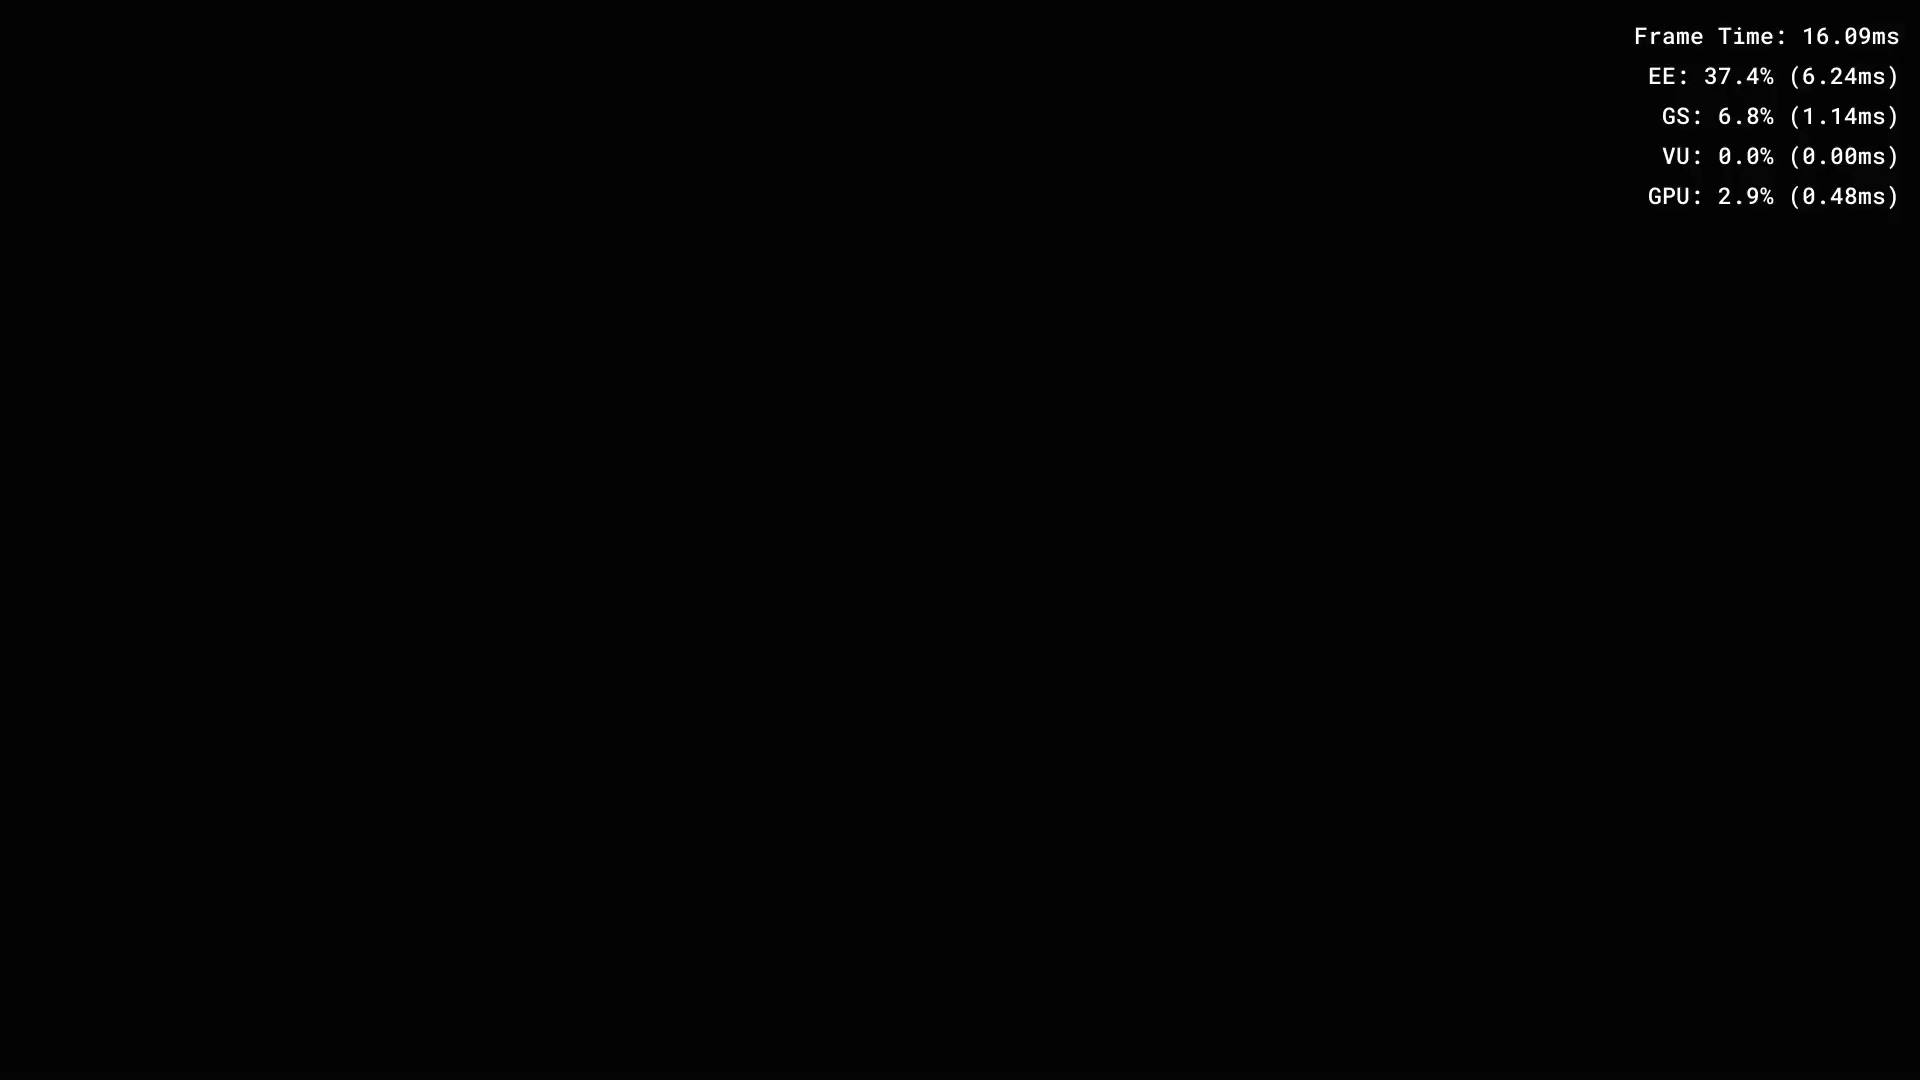 Frame Time: 16.09ms
EE: 37.4% (6.24ms)
GS: 6.8% (1.14ms)
VU: 0.0% (0.00ms)
GPU: 2.9% (0.48ms)